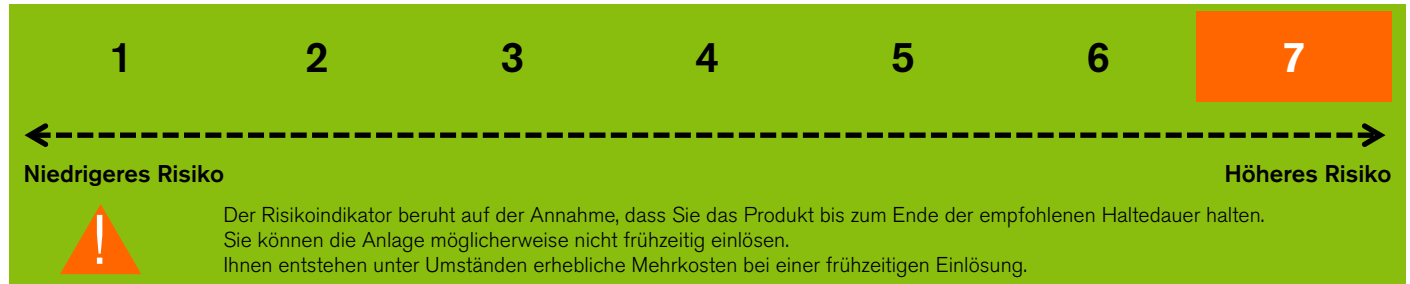 1 2 3 4 5 6 7
Niedrigeres Risiko Höheres Risiko
! Der Risikoindikator beruht auf der Annahme, dass Sie das Produkt bis zum Ende der empfohlenen Haltedauer halten.
Sie können die Anlage möglicherweise nicht frühzeitig einlösen.
Ihnen entstehen unter Umständen erhebliche Mehrkosten bei einer frühzeitigen Einlösung.